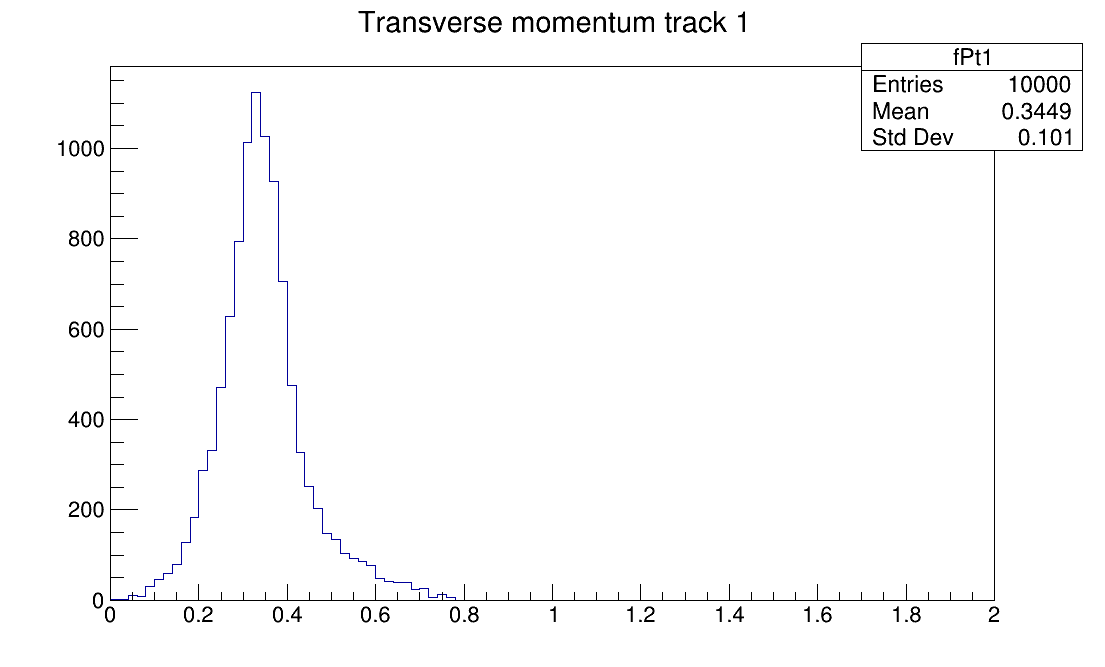 Transverse momentum track 1
fPt1
Entries 10000
Mean 0.3449
Std Dev 0.101
1000
800
600
400
200
0
0 0.2 0.4 0.6 0.8 1 1.2 1.4 1.6 1.8 2